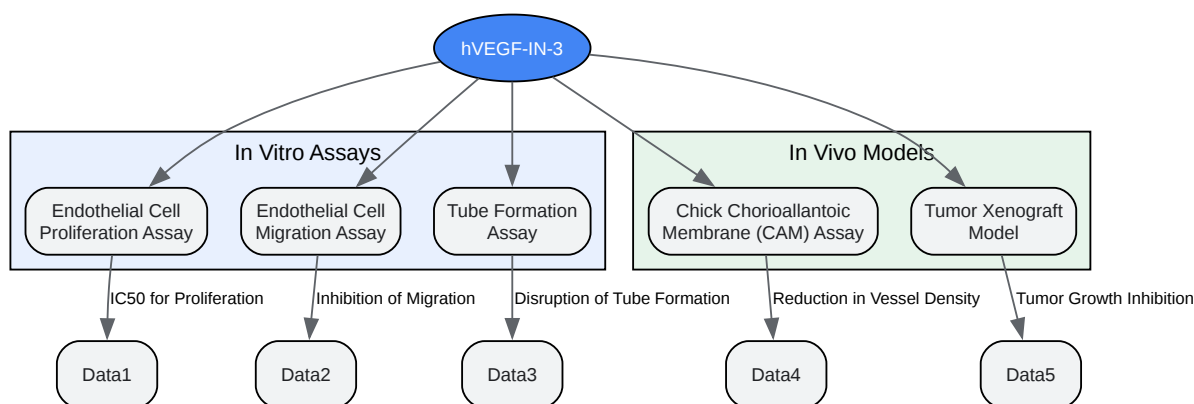 hVEGF-IN-3
In Vitro Assays
In Vivo Models
Endothelial Cell
Proliferation Assay
Endothelial Cell
Migration Assay
Tube Formation
Assay
Chick Chorioallantoic
Membrane (CAM) Assay
Tumor Xenograft
Model
IC50 for Proliferation
Inhibition of Migration
Disruption of Tube Formation
Reduction in Vessel Density
Tumor Growth Inhibition
Data1
Data2
Data3
Data4
Data5